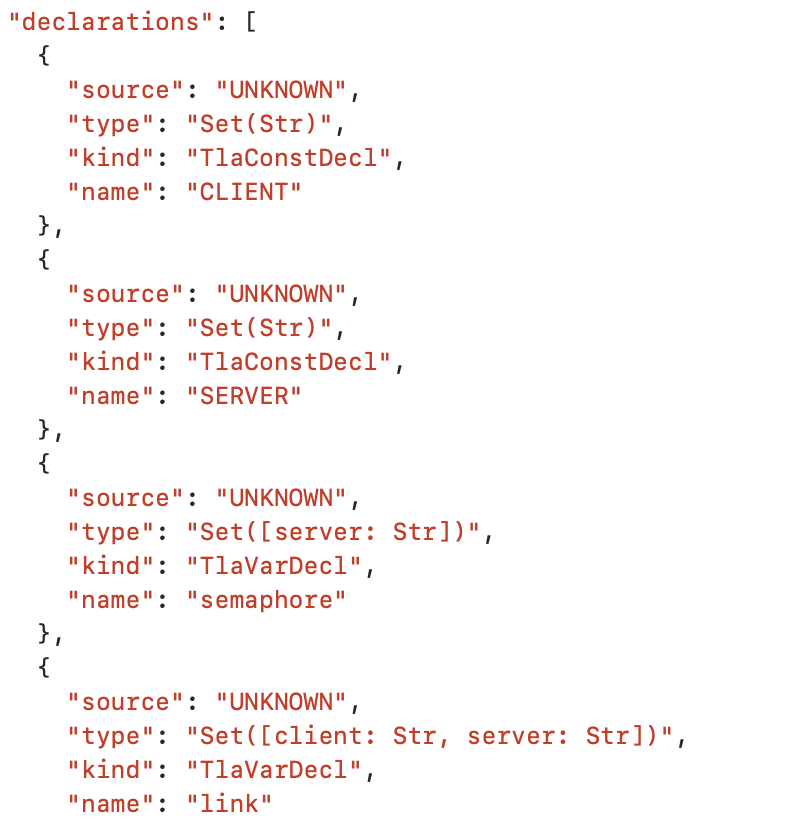 "declarations": [
  {
    "source": "UNKNOWN",
    "type": "Set(Str)",
    "kind": "TlaConstDecl",
    "name": "CLIENT"
  },
  {
    "source": "UNKNOWN",
    "type": "Set(Str)",
    "kind": "TlaConstDecl",
    "name": "SERVER"
  },
  {
    "source": "UNKNOWN",
    "type": "Set([server: Str])",
    "kind": "TlaVarDecl",
    "name": "semaphore"
  },
  {
    "source": "UNKNOWN",
    "type": "Set([client: Str, server: Str])",
    "kind": "TlaVarDecl",
    "name": "link"